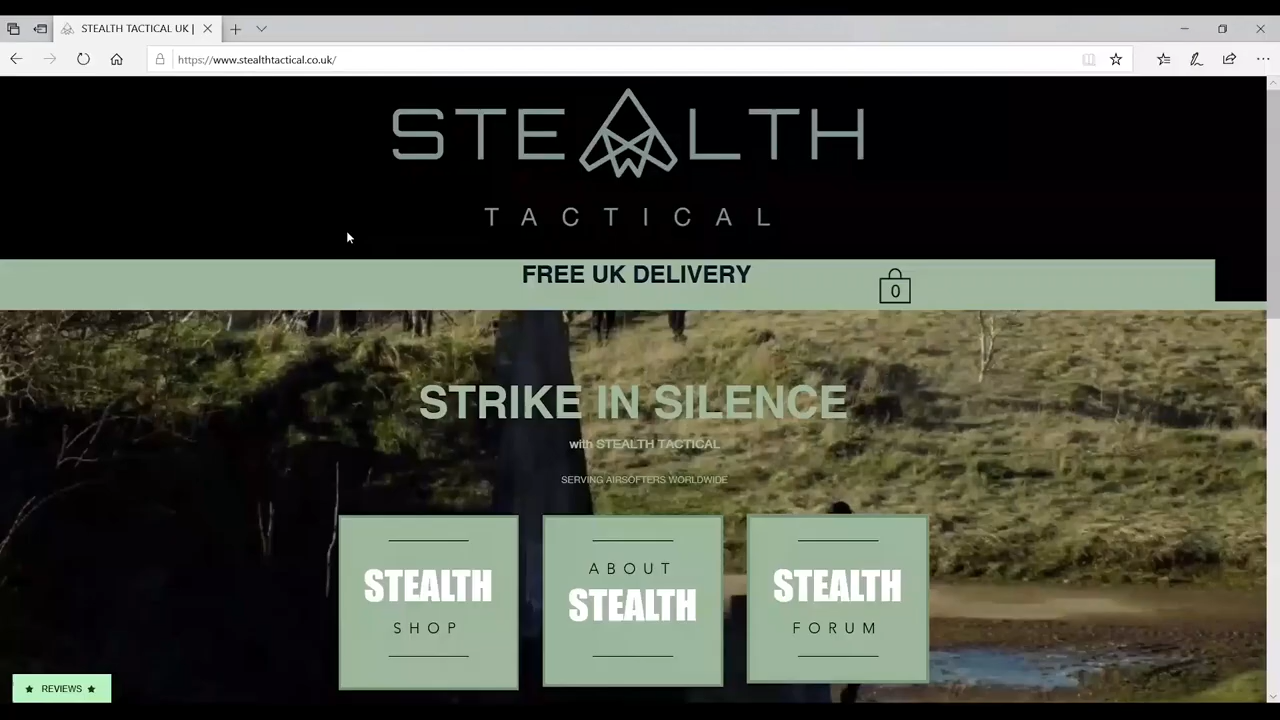 STEALTH TACTICAL UK |
https://www.stealthtactical.co.uk/
STEALTH
TACTICAL
FREE UK DELIVERY
0
STRIKE IN SILENCE
with STEALTH TACTICAL
SERVING AIRSOFTERS WORLDWIDE
STEALTH
SHOP
ABOUT
STEALTH
STEALTH
FORUM
★ REVIEWS ★